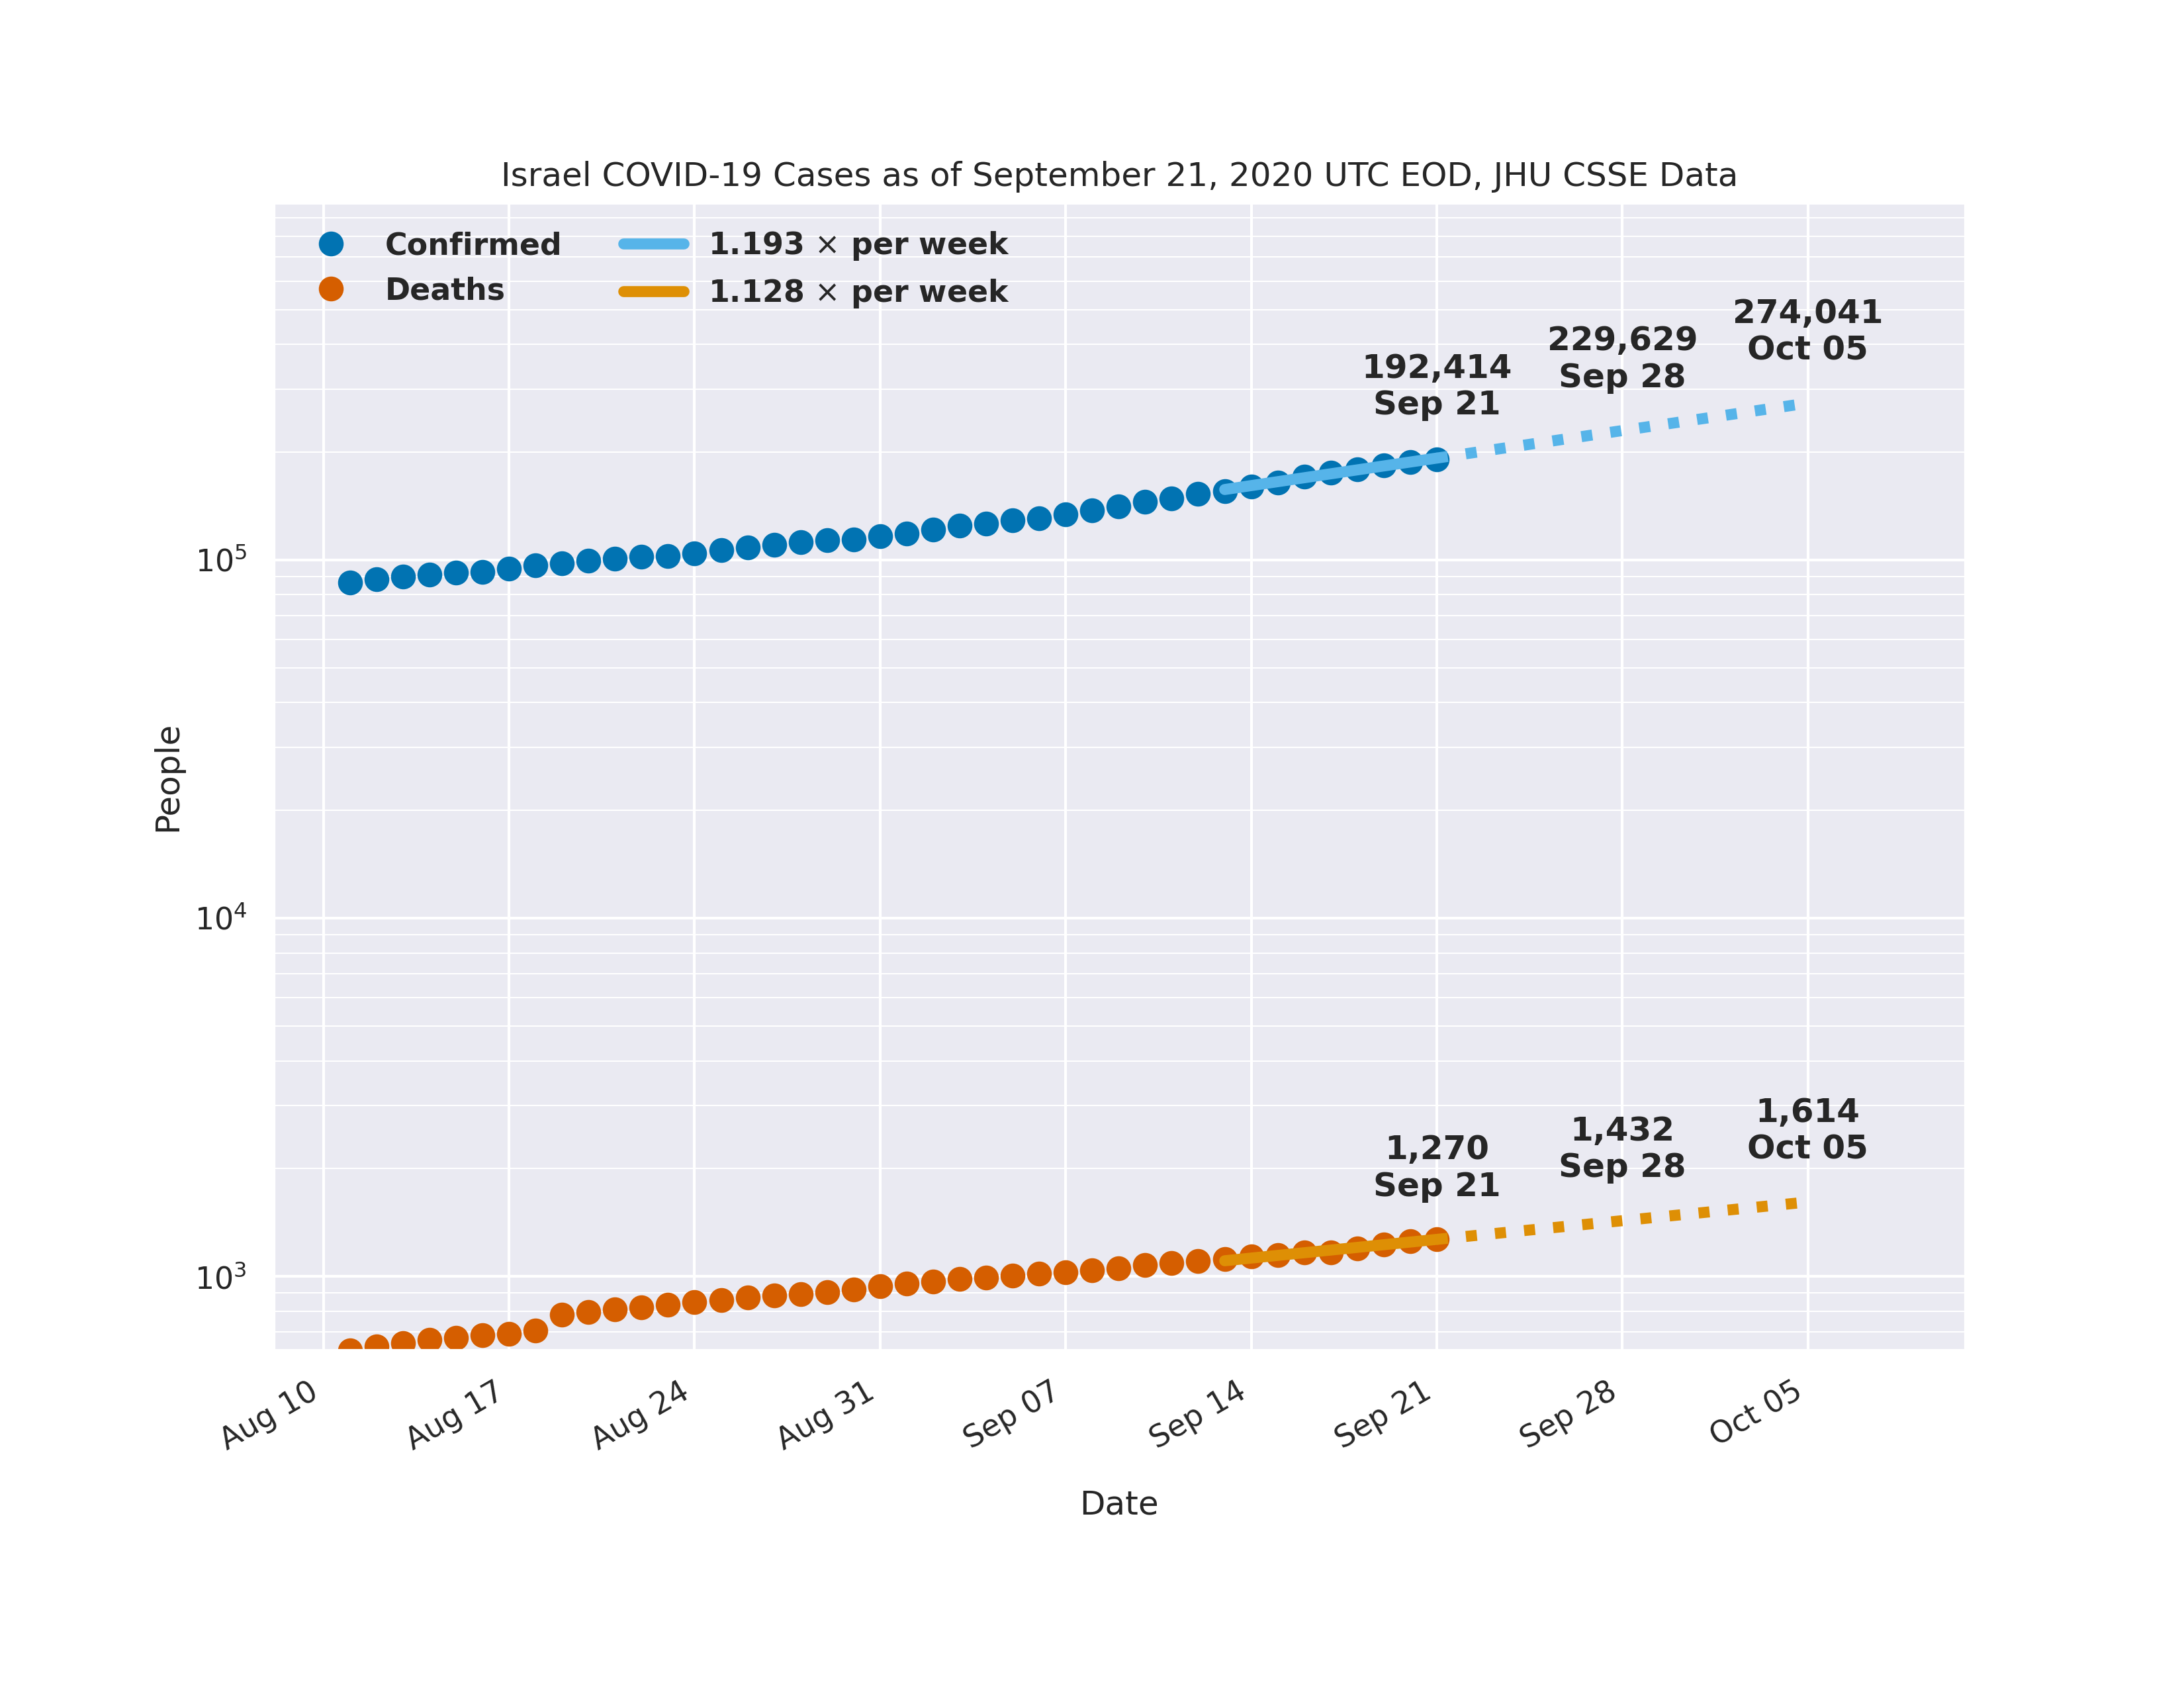 Israel COVID-19 Cases as of September 21, 2020 UTC EOD, JHU CSSE Data
Confirmed
Deaths
1.193 × per week
1.128 × per week
274,041
Oct 05
229,629
Sep 28
192,414
Sep 21
10⁵
10⁴
10³
People
1,614
Oct 05
1,432
Sep 28
1,270
Sep 21
Aug 10
Aug 17
Aug 24
Aug 31
Sep 07
Sep 14
Sep 21
Sep 28
Oct 05
Date